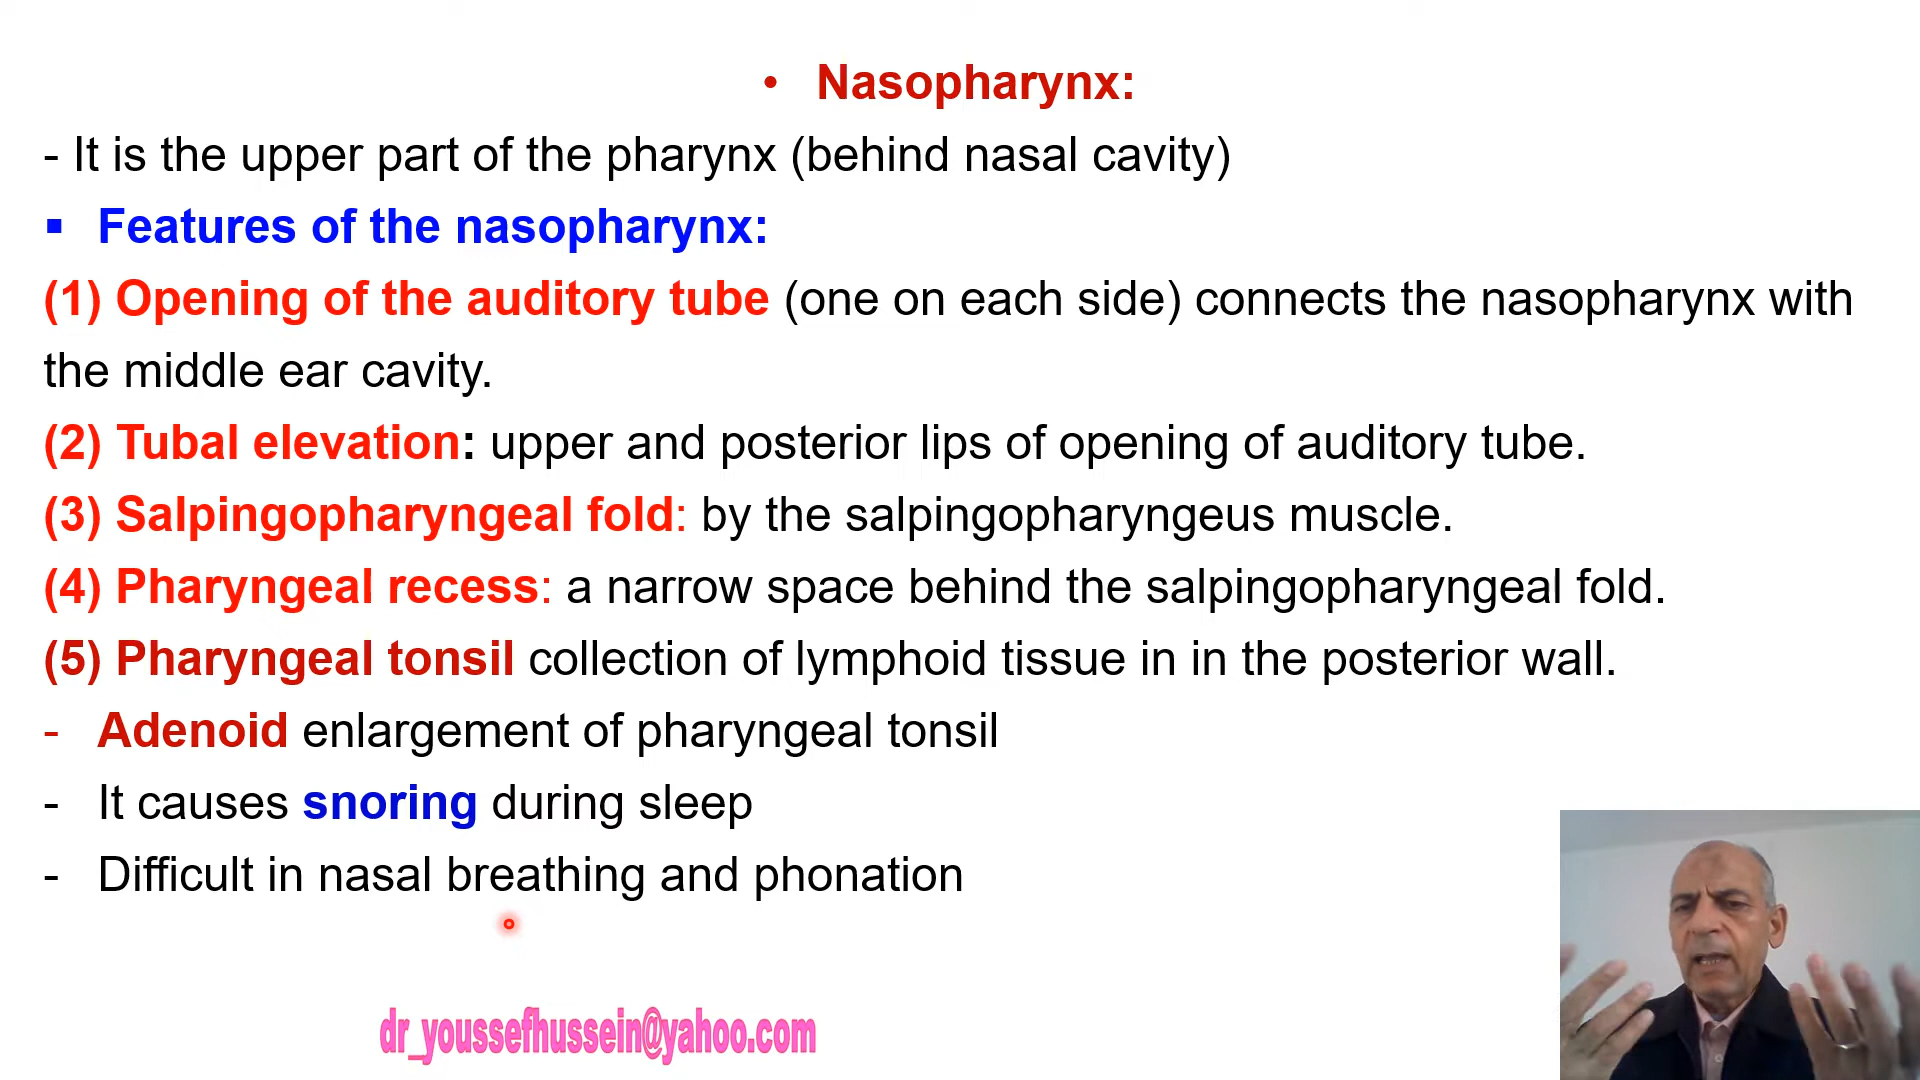 • Nasopharynx:
- It is the upper part of the pharynx (behind nasal cavity)
▪ Features of the nasopharynx:
(1) Opening of the auditory tube (one on each side) connects the nasopharynx with
the middle ear cavity.
(2) Tubal elevation: upper and posterior lips of opening of auditory tube.
(3) Salpingopharyngeal fold: by the salpingopharyngeus muscle.
(4) Pharyngeal recess: a narrow space behind the salpingopharyngeal fold.
(5) Pharyngeal tonsil collection of lymphoid tissue in in the posterior wall.
- Adenoid enlargement of pharyngeal tonsil
- It causes snoring during sleep
- Difficult in nasal breathing and phonation
dr_youssefhussein@yahoo.com